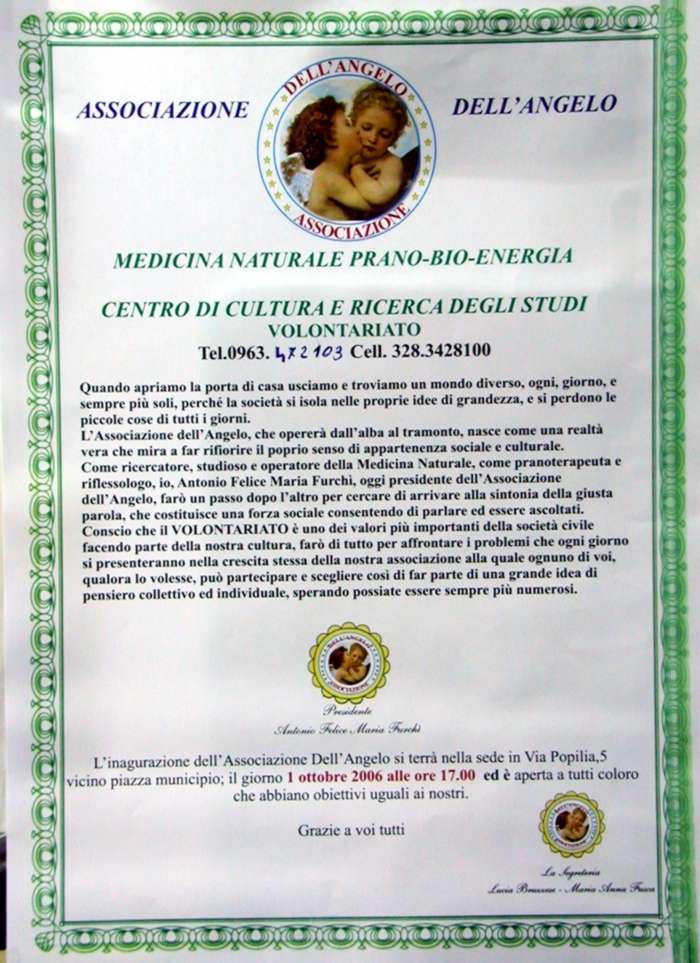 ASSOCIAZIONE
DELL'ANGELO
DELL'ANGELO
ASSOCIAZIONE
MEDICINA NATURALE PRANO-BIO-ENERGIA
CENTRO DI CULTURA E RICERCA DEGLI STUDI
VOLONTARIATO
Tel.0963. 472103 Cell. 328.3428100
Quando apriamo la porta di casa usciamo e troviamo un mondo diverso, ogni, giorno, e
sempre più soli, perché la società si isola nelle proprie idee di grandezza, e si perdono le
piccole cose di tutti i giorni.
L'Associazione dell'Angelo, che opererà dall'alba al tramonto, nasce come una realtà
vera che mira a far rifiorire il poprio senso di appartenenza sociale e culturale.
Come ricercatore, studioso e operatore della Medicina Naturale, come pranoterapeuta e
riflessologo, io, Antonio Felice Maria Furchì, oggi presidente dell'Associazione
dell'Angelo, farò un passo dopo l'altro per cercare di arrivare alla sintonia della giusta
parola, che costituisce una forza sociale consentendo di parlare ed essere ascoltati.
Conscio che il VOLONTARIATO è uno dei valori più importanti della società civile
facendo parte della nostra cultura, farò di tutto per affrontare i problemi che ogni giorno
si presenteranno nella crescita stessa della nostra associazione alla quale ognuno di voi,
qualora lo volesse, può partecipare e scegliere così di far parte di una grande idea di
pensiero collettivo ed individuale, sperando possiate essere sempre più numerosi.
DELL'ANGELO
ASSOCIAZIONE
Presidente
Antonio Felice Maria Furchì
L'inagurazione dell'Associazione Dell'Angelo si terrà nella sede in Via Popilia,5
vicino piazza municipio; il giorno 1 ottobre 2006 alle ore 17.00 ed è aperta a tutti coloro
che abbiano obiettivi uguali ai nostri.
Grazie a voi tutti
La Segreteria
Lucia Bruzzese - Maria Anna Fusca